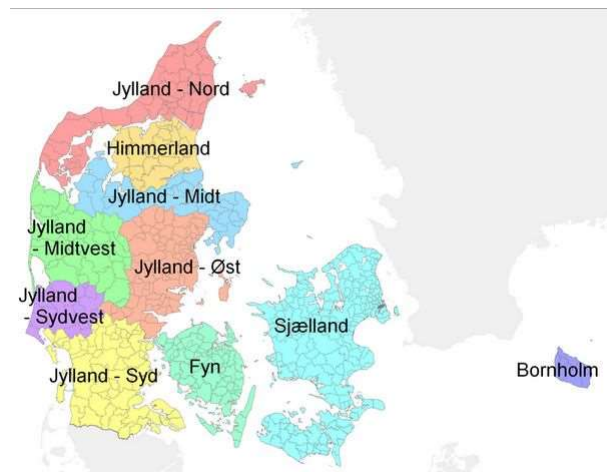 Jylland - Nord
Himmerland
Jylland - Midt
Jylland
- Midtvest
Jylland - Øst
Jylland
- Sydvest
Sjælland
Fyn
Jylland - Syd
Bornholm